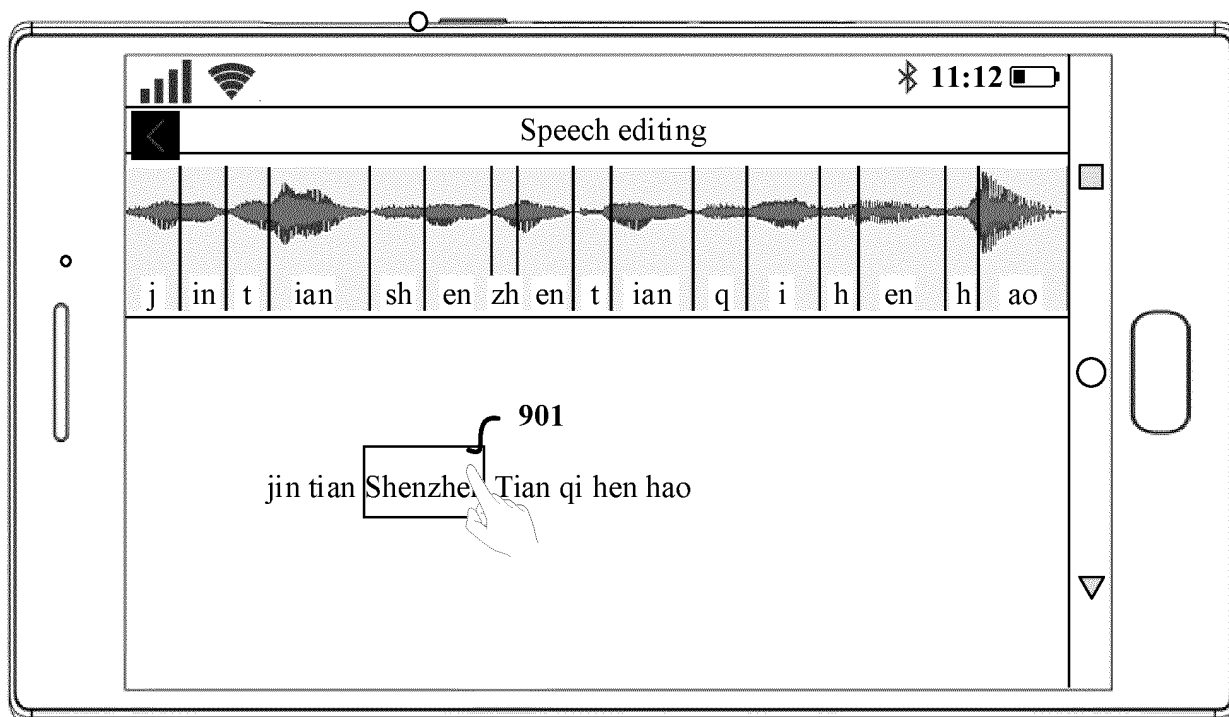 11:12
Speech editing
j in t ian sh en zh en t ian q i h en h ao
901
jin tian Shenzhen Tian qi hen hao